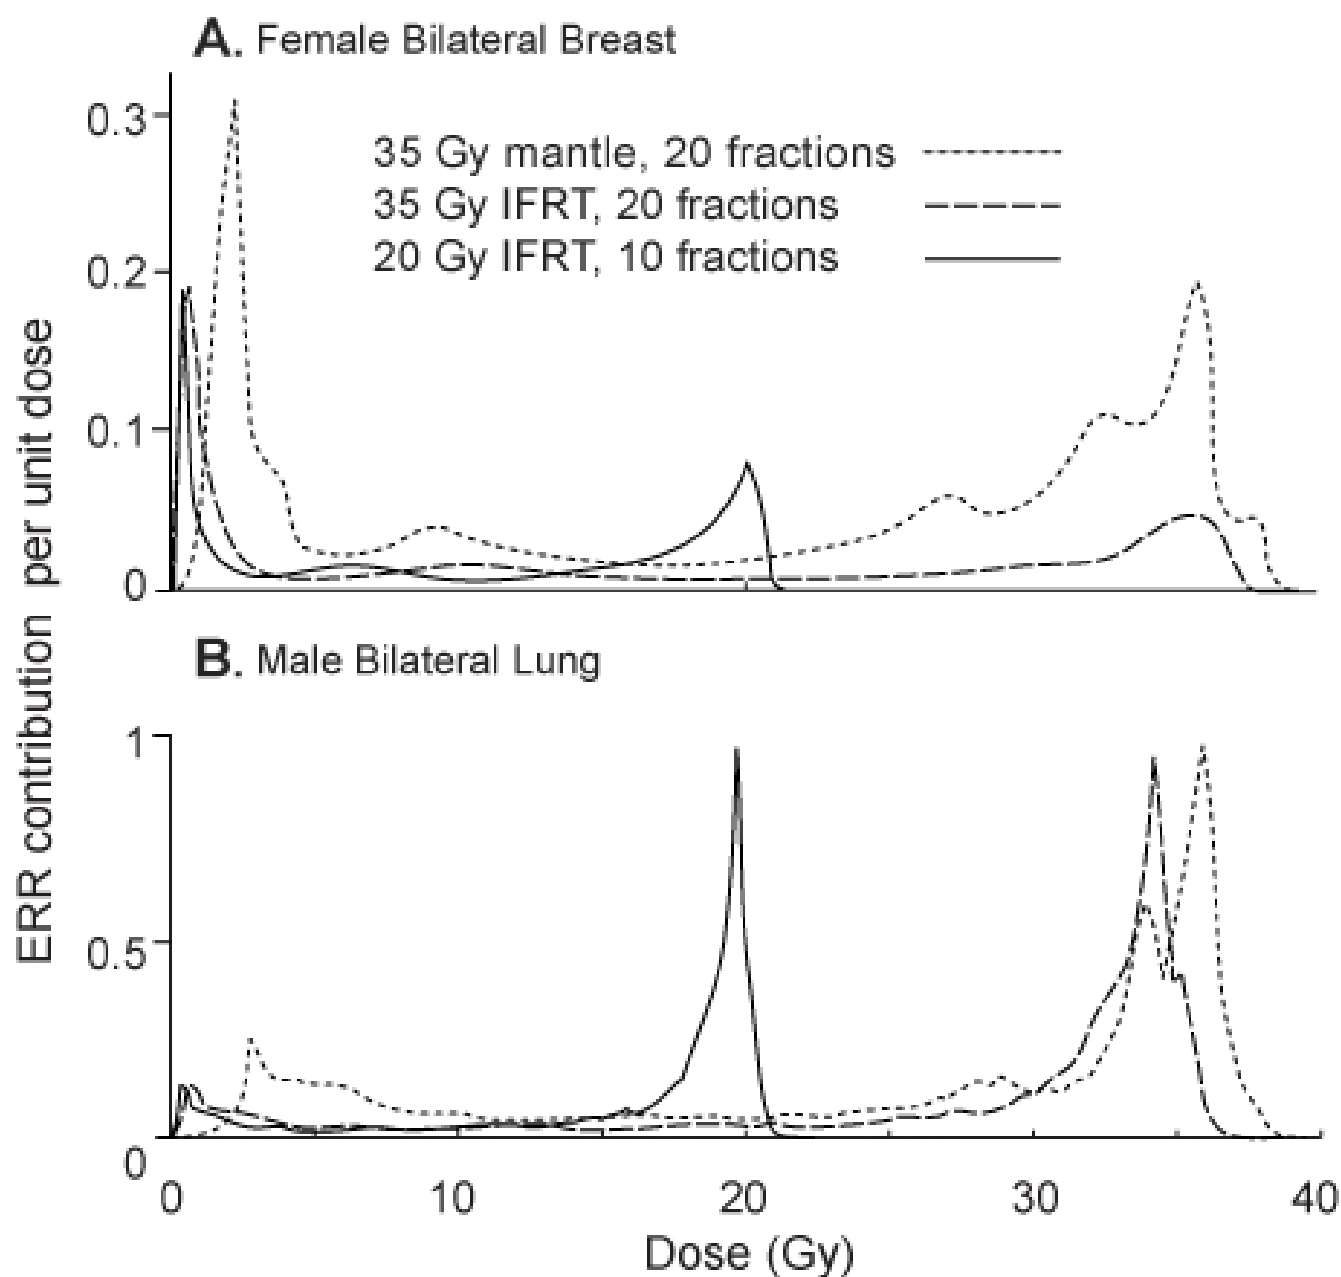 A. Female Bilateral Breast
0.3
35 Gy mantle, 20 fractions
35 Gy IFRT, 20 fractions
20 Gy IFRT, 10 fractions
0.2
0.1
0
ERR contribution per unit dose
B. Male Bilateral Lung
1
0.5
0
0 10 20 30 40
Dose (Gy)